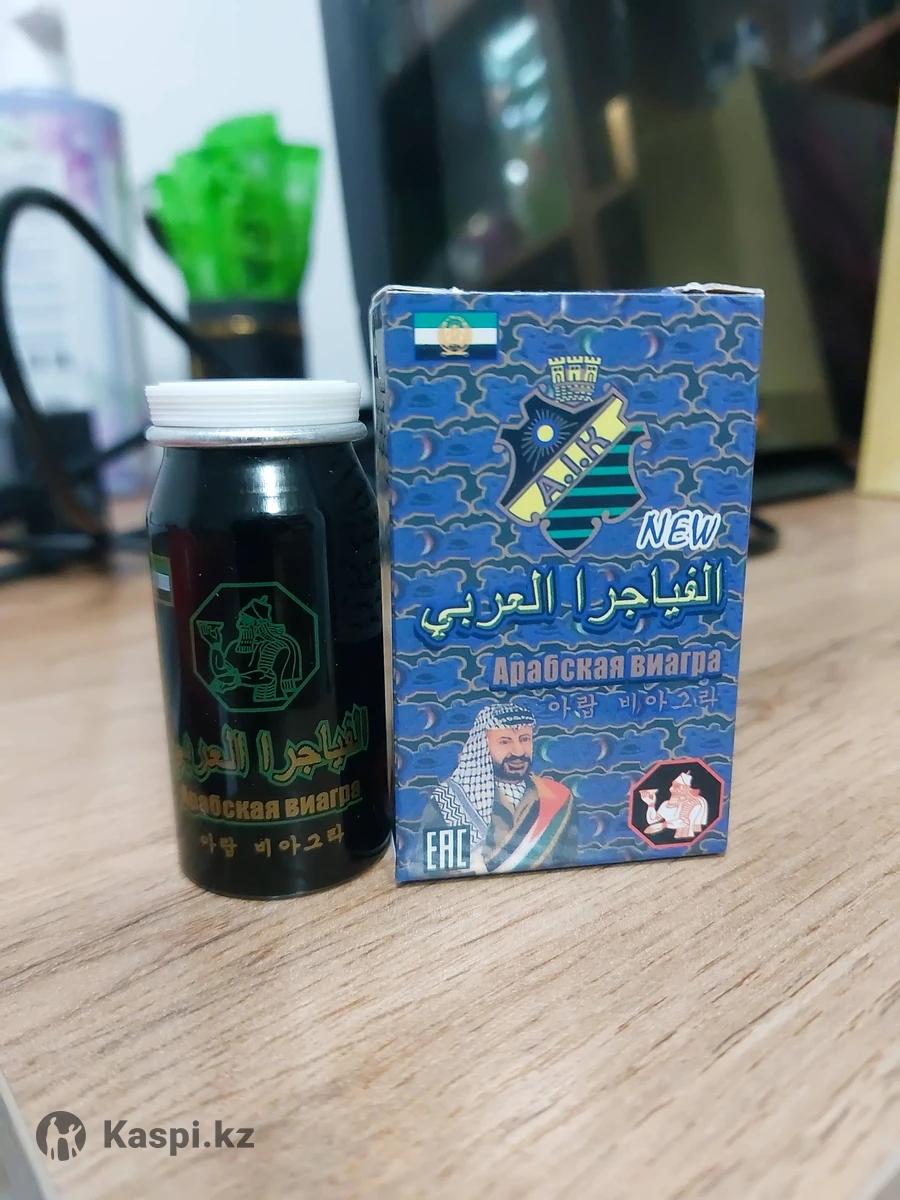 A.I.K
NEW
الفياجرا العربي
Арабская виагра
아랍 비아그라
EAC
الفياجرا العربي
Арабская виагра
아랍 비아그라
Kaspi.kz